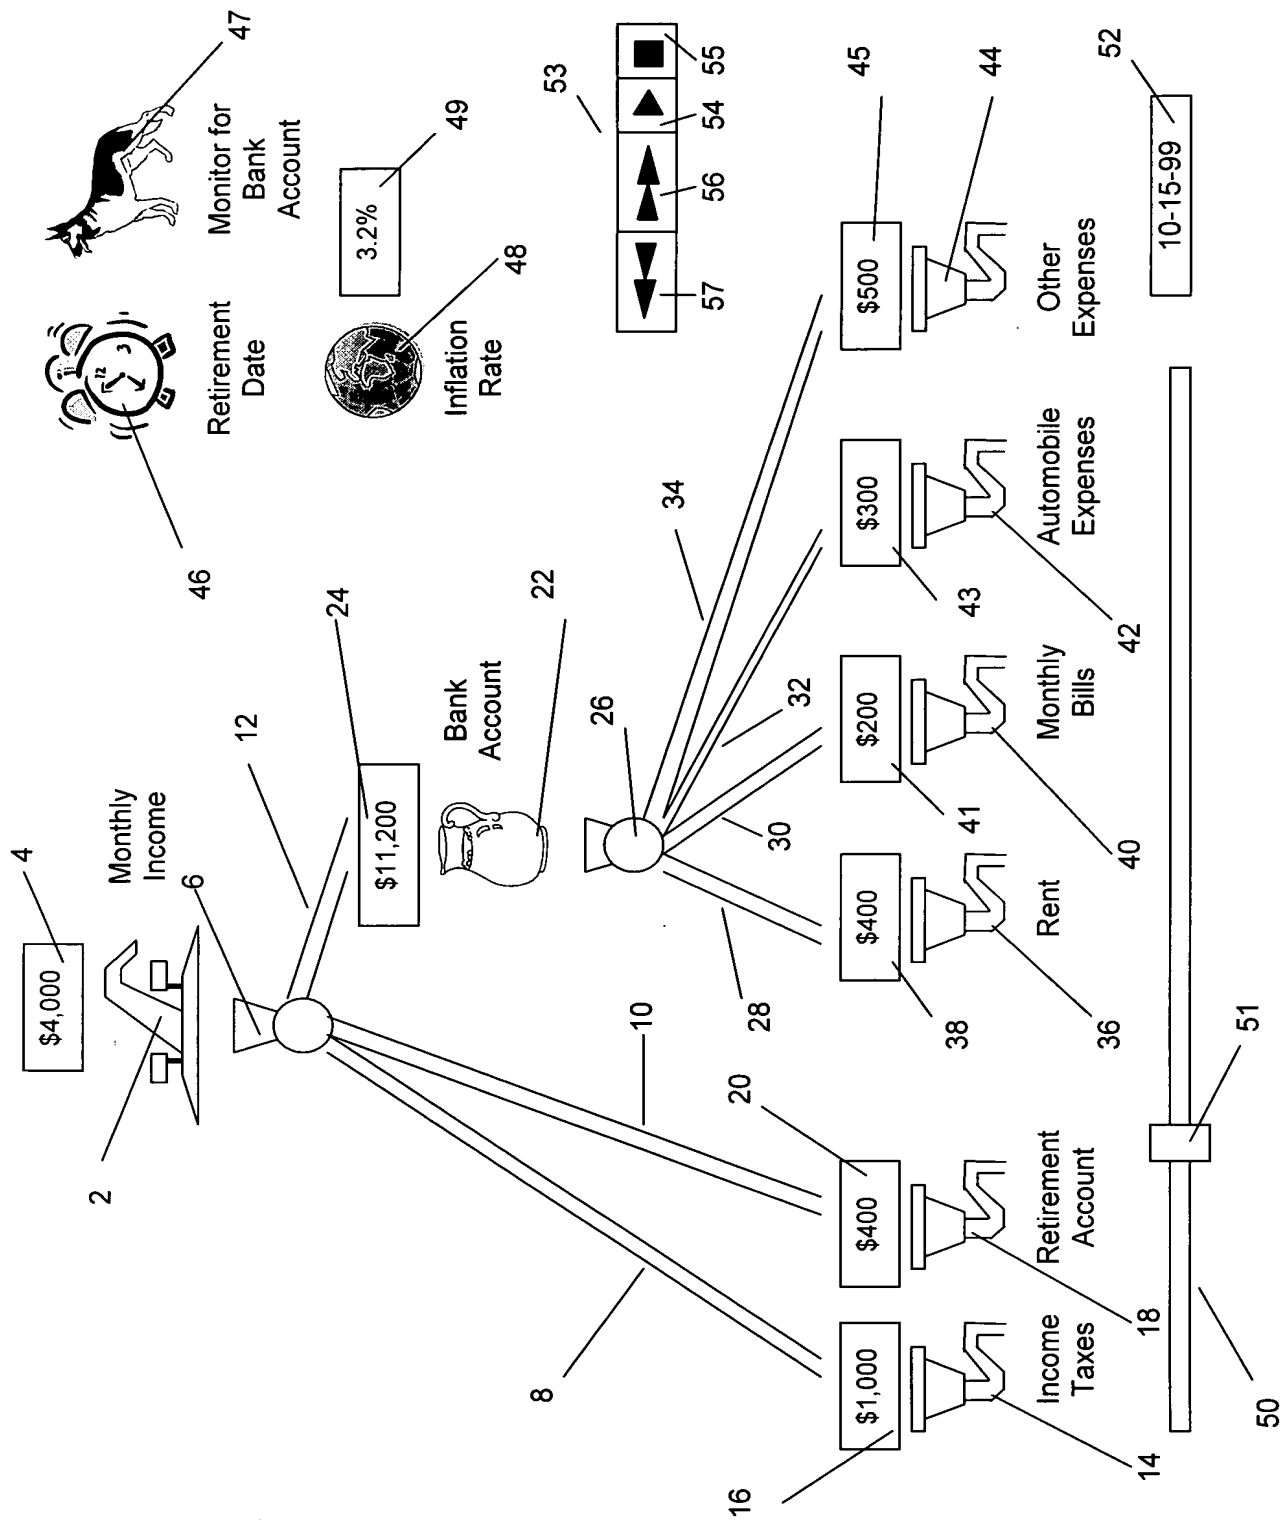 4
$4,000
Monthly
Income
2
6
12
24
$11,200
Bank
Account
22
46
Retirement
Date
47
Monitor for
Bank
Account
48
Inflation
Rate
49
3.2%
53
57
56
54
55
8
10
26
28
30
32
34
16
$1,000
14
Income
Taxes
20
$400
18
Retirement
Account
38
$400
36
Rent
41
$200
40
Monthly
Bills
43
$300
42
Automobile
Expenses
45
$500
44
Other
Expenses
50
51
52
10-15-99
12
3